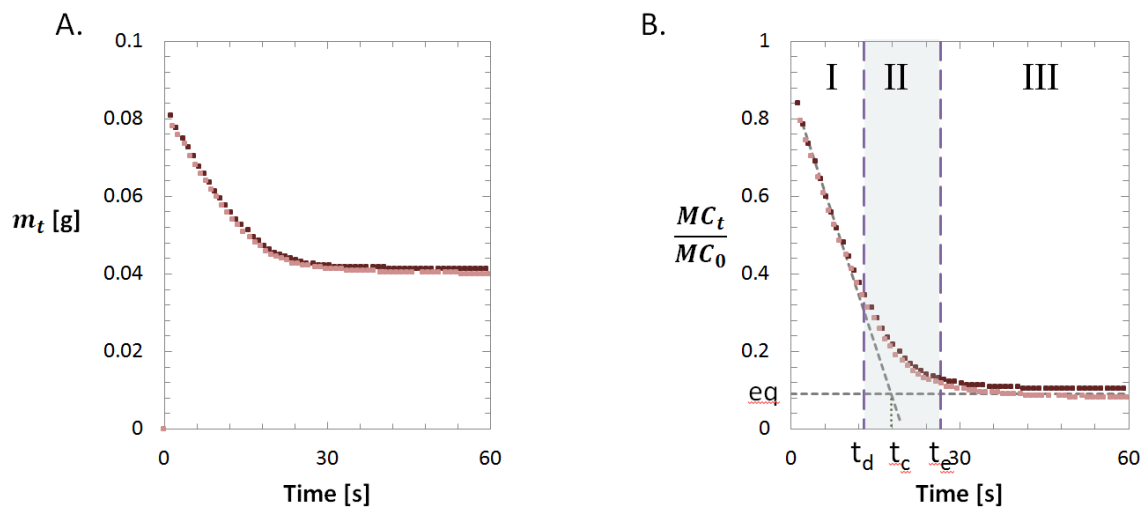 A.
0.1
0.08
0.06
0.04
0.02
0
m_t [g]
0
30
60
Time [s]
B.
1
0.8
0.6
0.4
0.2
eq
0
MC_t
MC_0
I
II
III
0
t_d
t_c
t_e
30
60
Time [s]